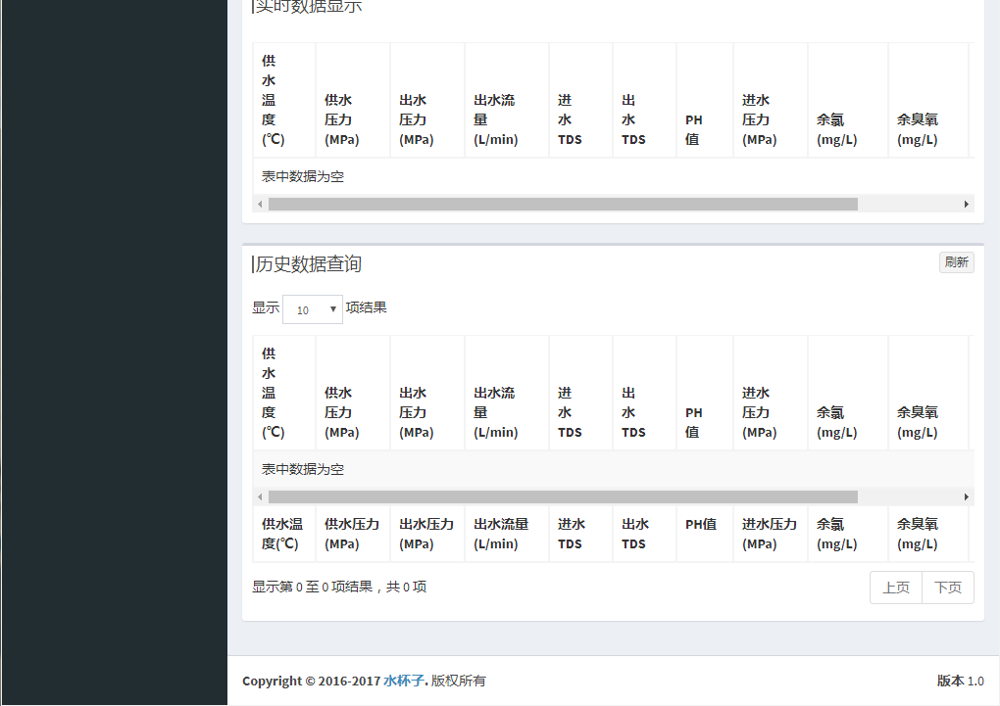 实时数据显示
供水温度(℃) 供水压力(MPa) 出水压力(MPa) 出水流量(L/min) 进水TDS 出水TDS PH值 进水压力(MPa) 余氯(mg/L) 余臭氧(mg/L)
表中数据为空
历史数据查询 刷新
显示 10 项结果
供水温度(℃) 供水压力(MPa) 出水压力(MPa) 出水流量(L/min) 进水TDS 出水TDS PH值 进水压力(MPa) 余氯(mg/L) 余臭氧(mg/L)
表中数据为空
供水温度(℃) 供水压力(MPa) 出水压力(MPa) 出水流量(L/min) 进水TDS 出水TDS PH值 进水压力(MPa) 余氯(mg/L) 余臭氧(mg/L)
显示第 0 至 0 项结果，共 0 项 上页 下页
Copyright © 2016-2017 水杯子. 版权所有 版本 1.0